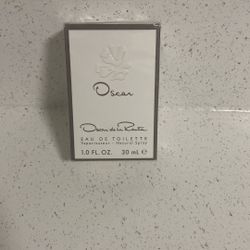 Oscar
Oscar de la Renta
EAU DE TOILETTE
Vaporisateur - Natural Spray
1.0 FL. OZ. 30 mL ℮